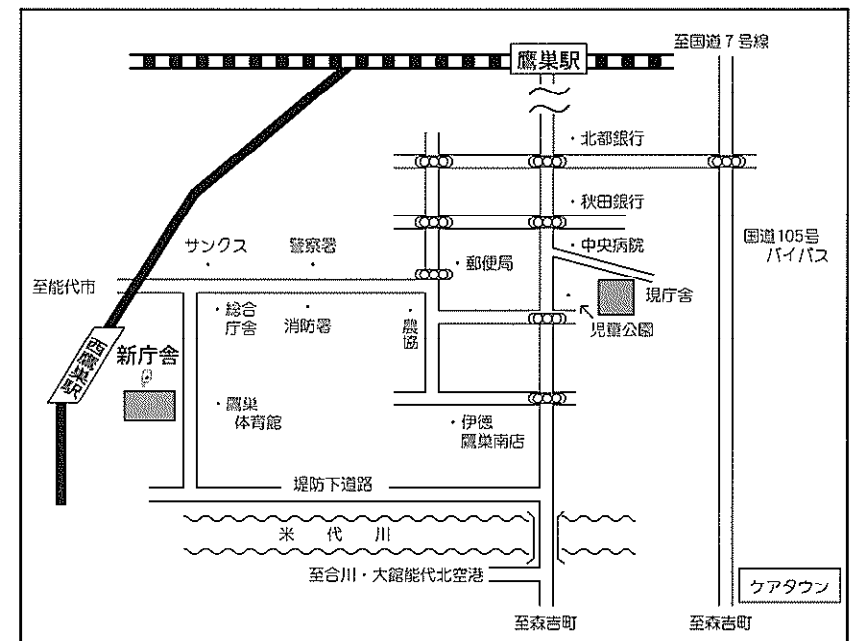 至国道7号線
鷹巣駅
・北都銀行
・秋田銀行
国道105号
バイパス
サンクス
警察署
・郵便局
・中央病院
至能代市
現庁舎
・総合
庁舎
消防署
農協
児童公園
西鷹巣駅
新庁舎
・鷹巣
体育館
・伊徳
鷹巣南店
堤防下道路
米代川
至合川・大館能代北空港
ケアタウン
至森吉町
至森吉町